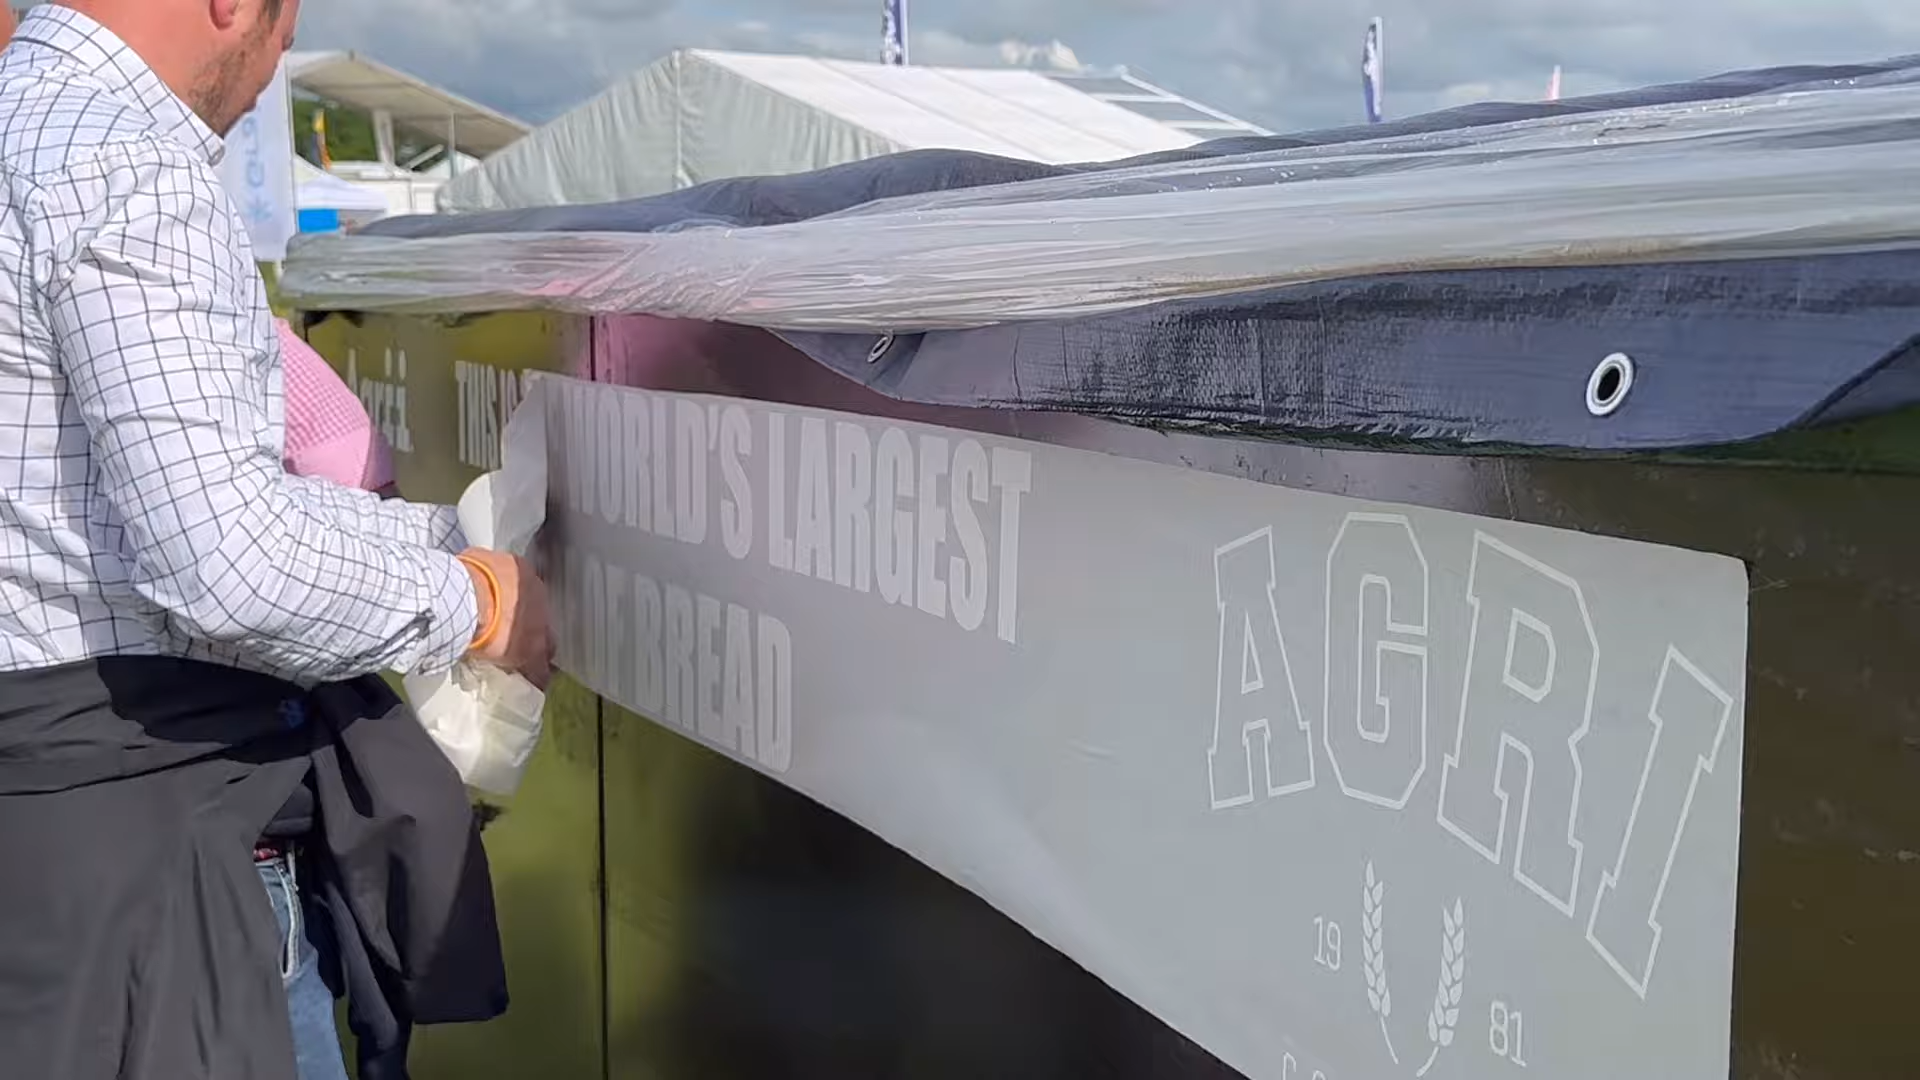 THIS IS
WORLD'S LARGEST
OF BREAD
AGRI
19
81